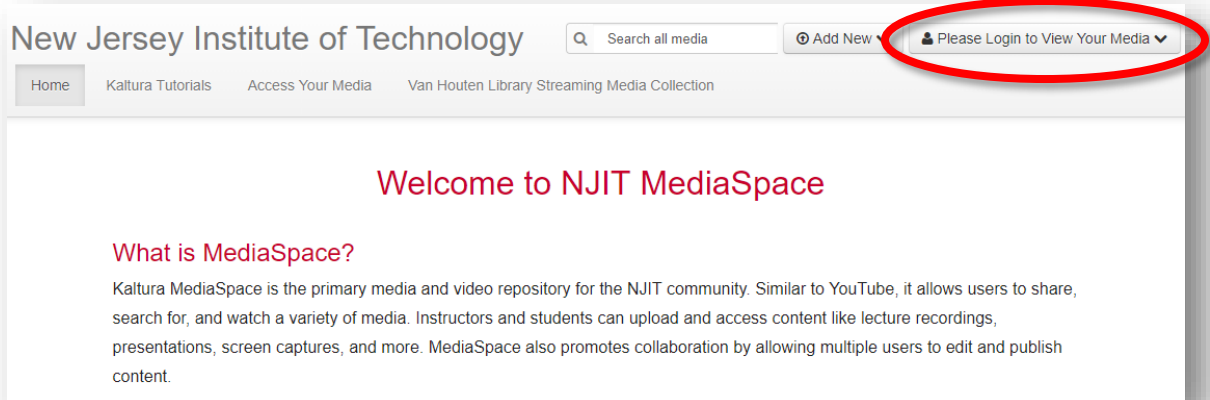 New Jersey Institute of Technology Search all media Add New Please Login to View Your Media
Home Kaltura Tutorials Access Your Media Van Houten Library Streaming Media Collection
Welcome to NJIT MediaSpace
What is MediaSpace?
Kaltura MediaSpace is the primary media and video repository for the NJIT community. Similar to YouTube, it allows users to share,
search for, and watch a variety of media. Instructors and students can upload and access content like lecture recordings,
presentations, screen captures, and more. MediaSpace also promotes collaboration by allowing multiple users to edit and publish
content.